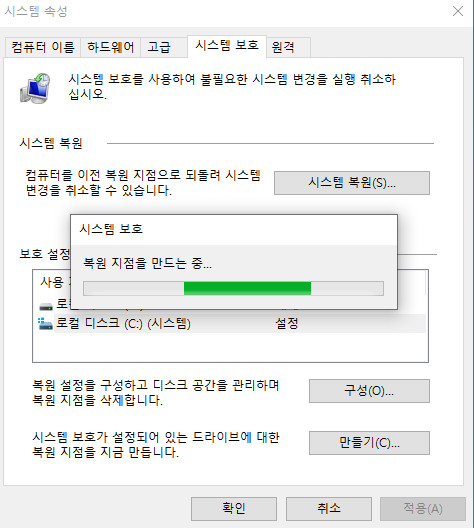 시스템 속성
컴퓨터 이름
하드웨어
고급
시스템 보호
원격
시스템 보호를 사용하여 불필요한 시스템 변경을 실행 취소하
십시오.
시스템 복원
컴퓨터를 이전 복원 지점으로 되돌려 시스템
변경을 취소할 수 있습니다.
시스템 복원(S)...
시스템 보호
복원 지점을 만드는 중...
보호 설정
사용
로컬
로컬 디스크 (C:) (시스템)
설정
복원 설정을 구성하고 디스크 공간을 관리하며
복원 지점을 삭제합니다.
구성(O)...
시스템 보호가 설정되어 있는 드라이브에 대한
복원 지점을 지금 만듭니다.
만들기(C)...
확인
취소
적용(A)